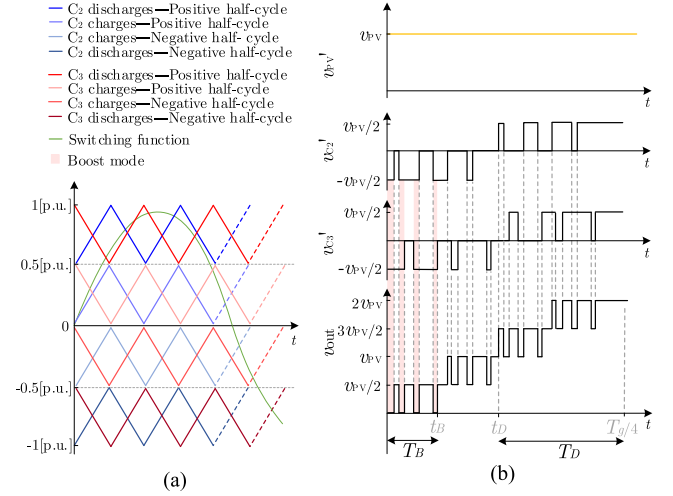 C2 discharges—Positive half-cycle
C2 charges—Positive half-cycle
C2 charges—Negative half- cycle
C2 discharges—Negative half-cycle
C3 discharges—Positive half-cycle
C3 charges—Positive half-cycle
C3 charges—Negative half-cycle
C3 discharges—Negative half-cycle
Switching function
Boost mode
1[p.u.]
0.5[p.u.]
0
t
-0.5[p.u.]
-1[p.u.]
(a)
vPV
vPV'
t
vPV/2
vC2'
-vPV/2
t
vPV/2
vC3'
-vPV/2
t
2vPV
3vPV/2
vout
vPV
vPV/2
tB
tD
Tg/4
t
TB
TD
(b)